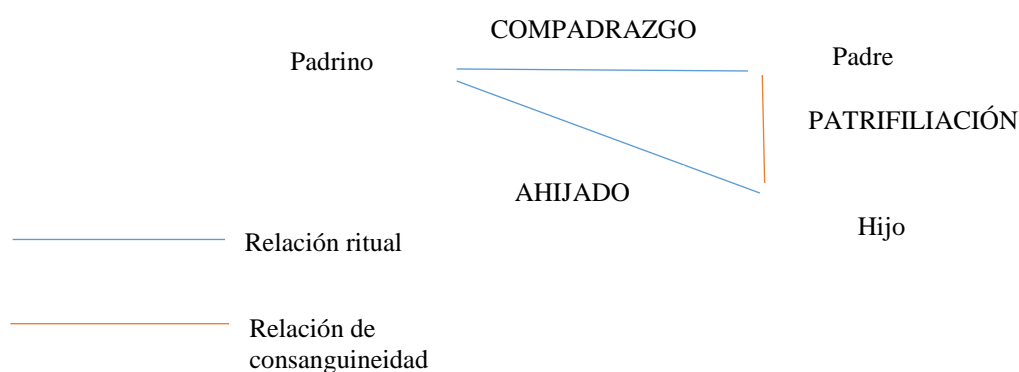 COMPADRAZGO
Padrino
Padre
PATRIFILIACIÓN
AHIJADO
Hijo
Relación ritual
Relación de
consanguineidad